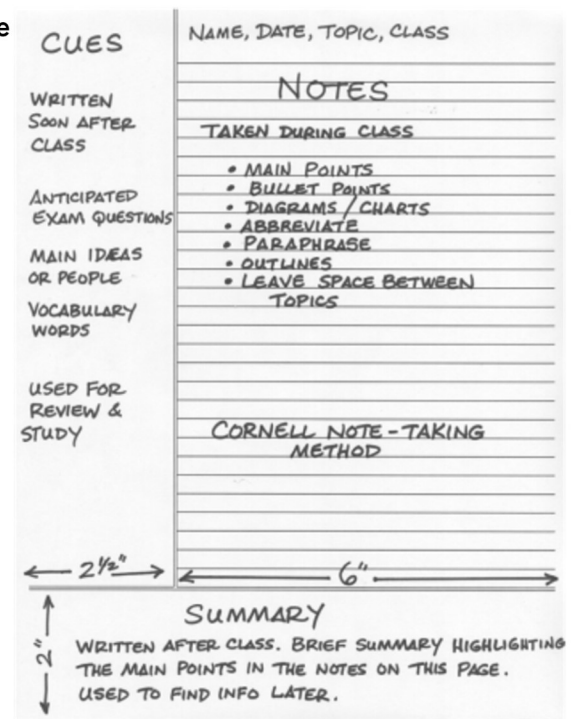 e
CUES
WRITTEN
SOON AFTER
CLASS
ANTICIPATED
EXAM QUESTIONS
MAIN IDEAS
OR PEOPLE
VOCABULARY
WORDS
USED FOR
REVIEW &
STUDY
2 1/2"
NAME, DATE, TOPIC, CLASS
NOTES
TAKEN DURING CLASS
• MAIN POINTS
• BULLET POINTS
• DIAGRAMS / CHARTS
• ABBREVIATE
• PARAPHRASE
• OUTLINES
• LEAVE SPACE BETWEEN
TOPICS
CORNELL NOTE-TAKING
METHOD
6"
2"
SUMMARY
WRITTEN AFTER CLASS. BRIEF SUMMARY HIGHLIGHTING
THE MAIN POINTS IN THE NOTES ON THIS PAGE.
USED TO FIND INFO LATER.